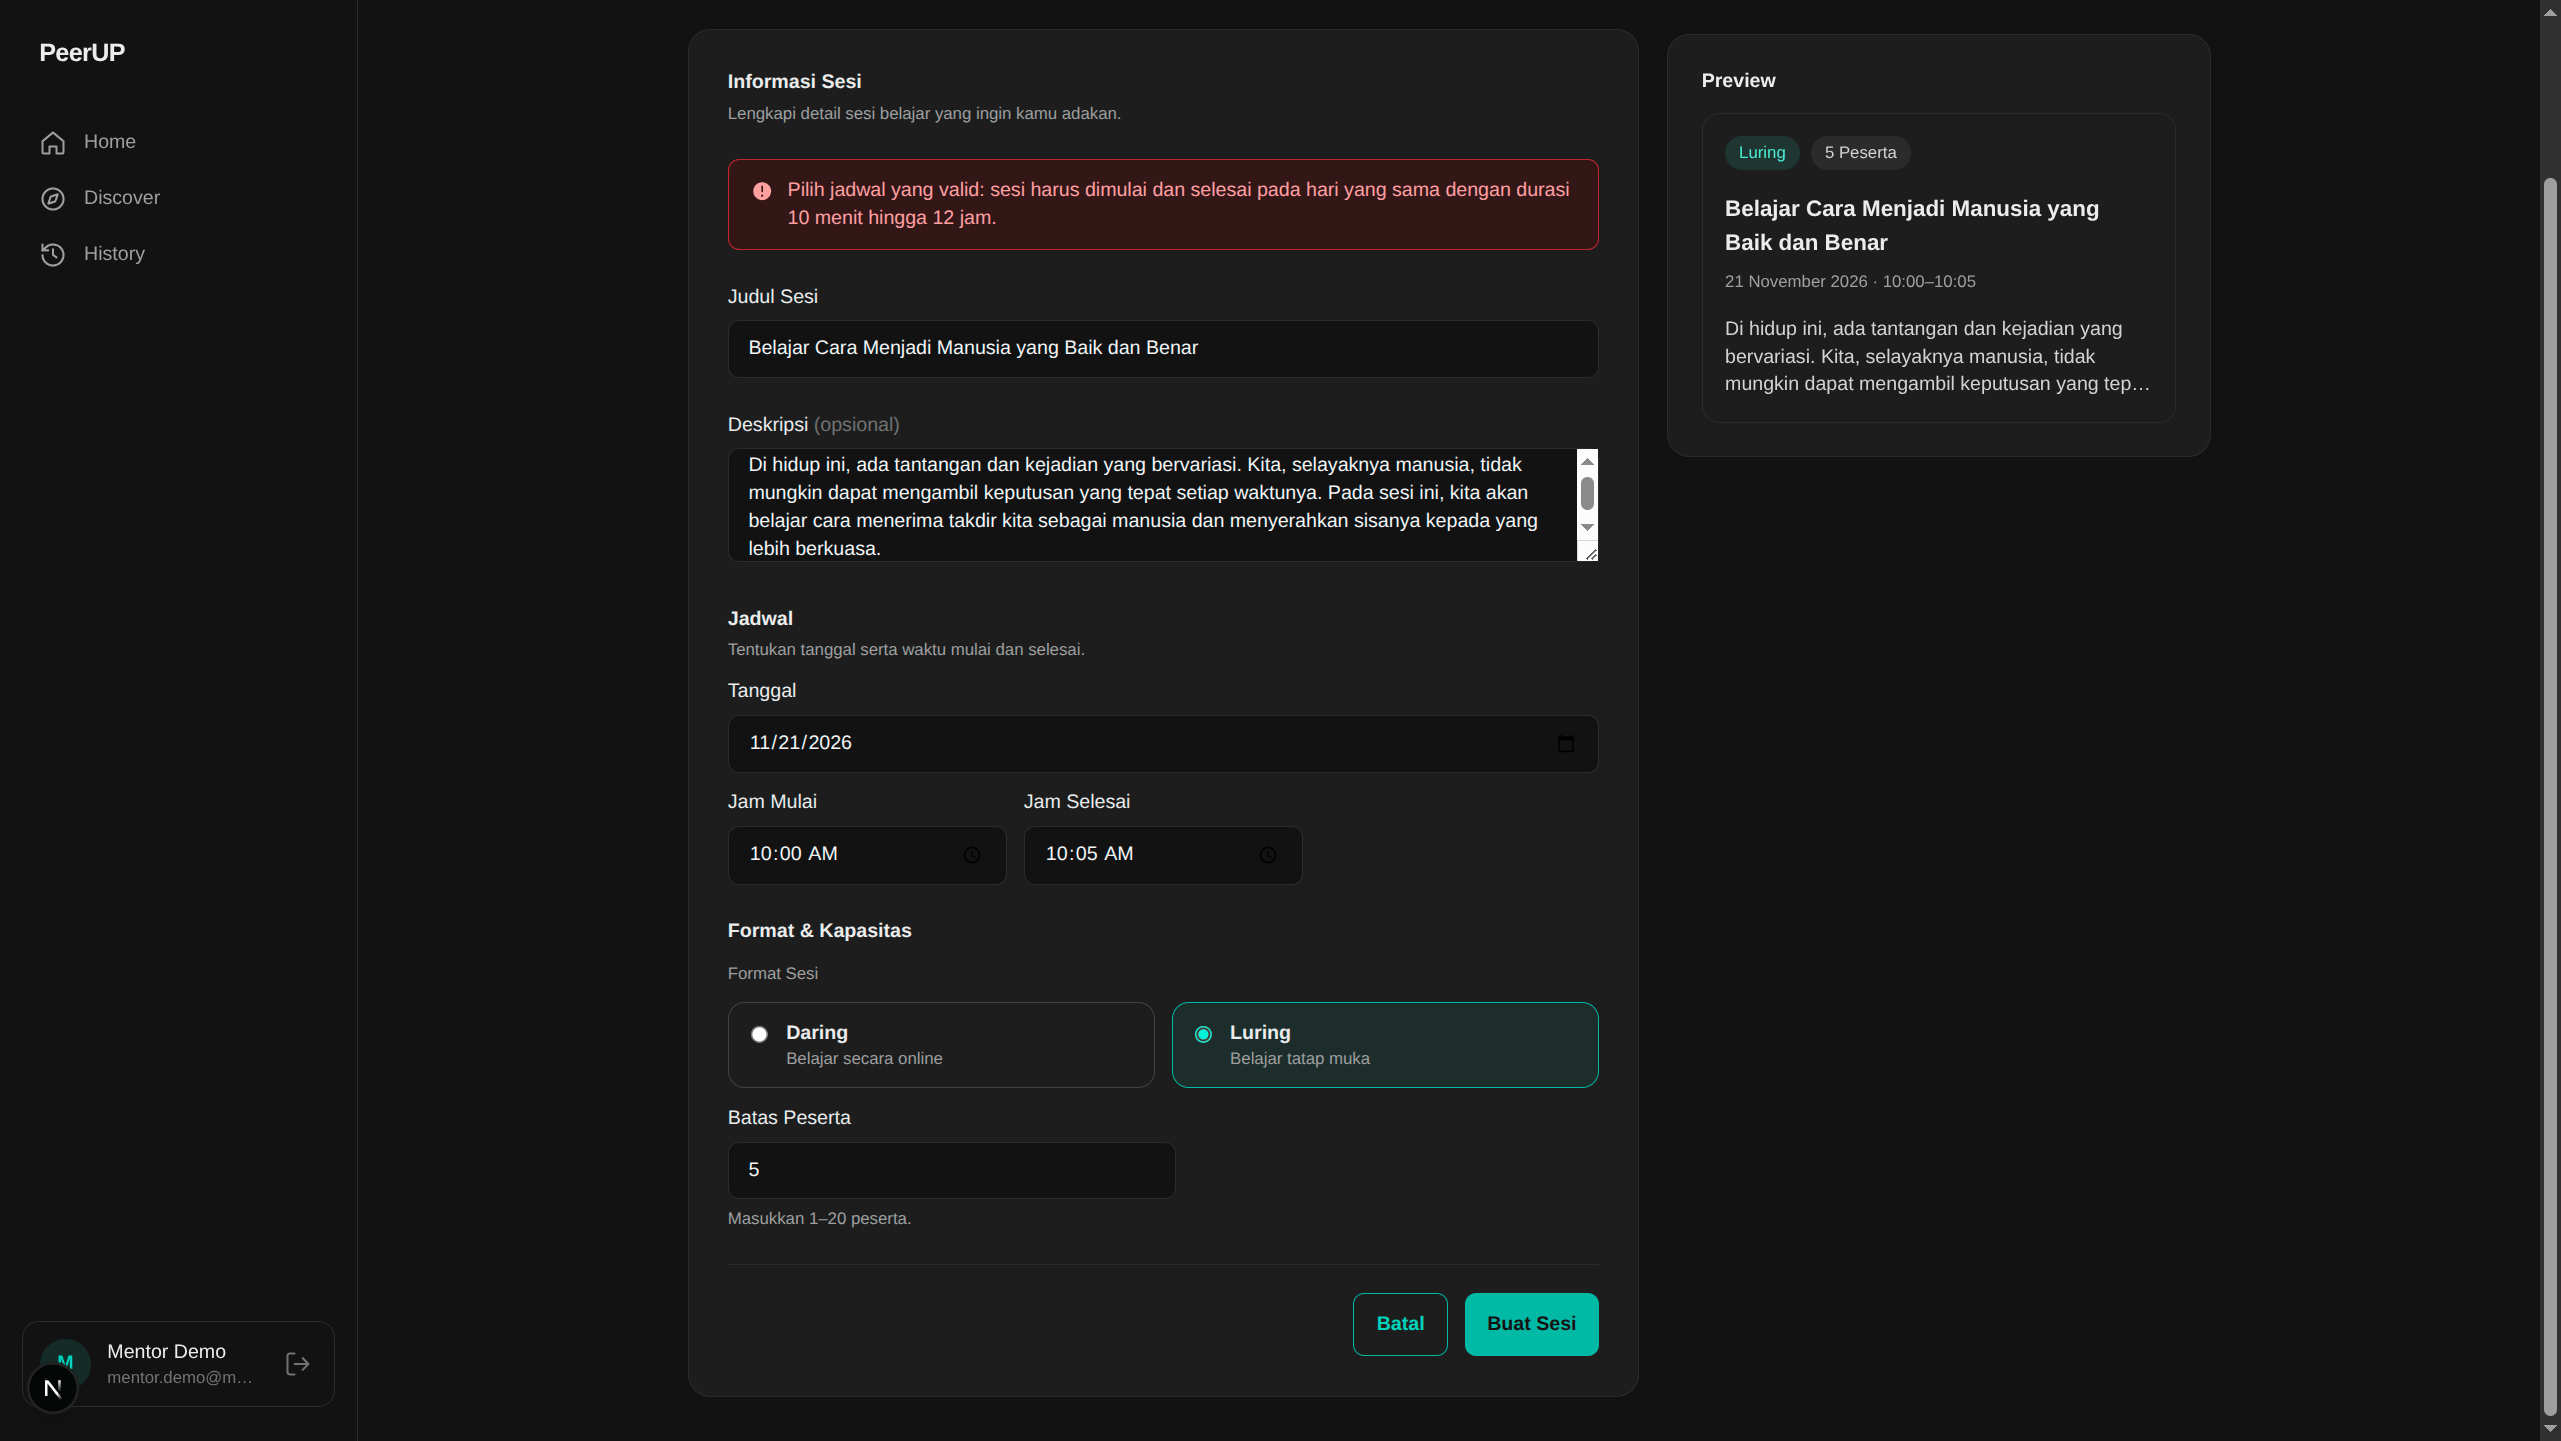 PeerUP
Home
Discover
History
Mentor Demo
mentor.demo@m...
M
N
Informasi Sesi
Lengkapi detail sesi belajar yang ingin kamu adakan.
Pilih jadwal yang valid: sesi harus dimulai dan selesai pada hari yang sama dengan durasi
10 menit hingga 12 jam.
Judul Sesi
Belajar Cara Menjadi Manusia yang Baik dan Benar
Deskripsi (opsional)
Di hidup ini, ada tantangan dan kejadian yang bervariasi. Kita, selayaknya manusia, tidak
mungkin dapat mengambil keputusan yang tepat setiap waktunya. Pada sesi ini, kita akan
belajar cara menerima takdir kita sebagai manusia dan menyerahkan sisanya kepada yang
lebih berkuasa.
Jadwal
Tentukan tanggal serta waktu mulai dan selesai.
Tanggal
11/21/2026
Jam Mulai
Jam Selesai
10:00 AM
10:05 AM
Format & Kapasitas
Format Sesi
Daring
Belajar secara online
Luring
Belajar tatap muka
Batas Peserta
5
Masukkan 1–20 peserta.
Batal
Buat Sesi
Preview
Luring
5 Peserta
Belajar Cara Menjadi Manusia yang
Baik dan Benar
21 November 2026 · 10:00–10:05
Di hidup ini, ada tantangan dan kejadian yang
bervariasi. Kita, selayaknya manusia, tidak
mungkin dapat mengambil keputusan yang tep...